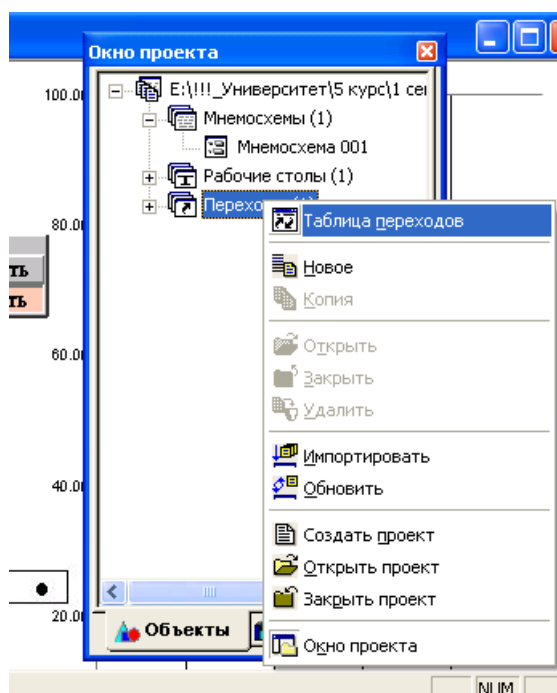 Окно проекта
100.0
E:\!!!_Университет\5 курс\1 сем
Мнемосхемы (1)
Мнемосхема 001
Рабочие столы (1)
Таблица переходов
80.0
Новое
Копия
Открыть
60.0
Закрыть
Удалить
Импортировать
40.0
Обновить
Создать проект
Открыть проект
Закрыть проект
20.0
Объекты
Окно проекта
NUM